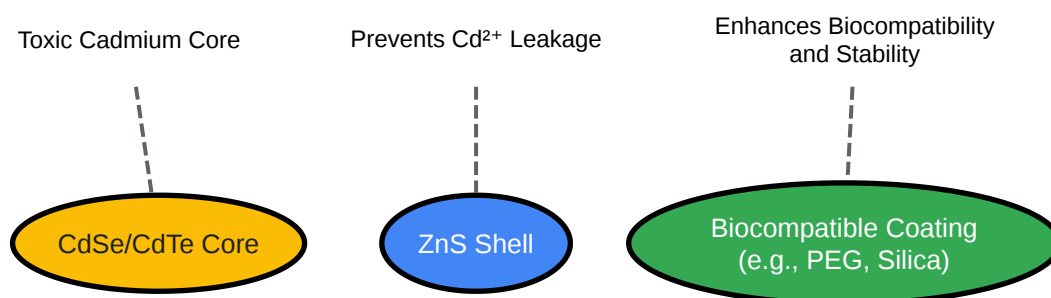 Toxic Cadmium Core
Prevents Cd²⁺ Leakage
Enhances Biocompatibility
and Stability
CdSe/CdTe Core
ZnS Shell
Biocompatible Coating
(e.g., PEG, Silica)